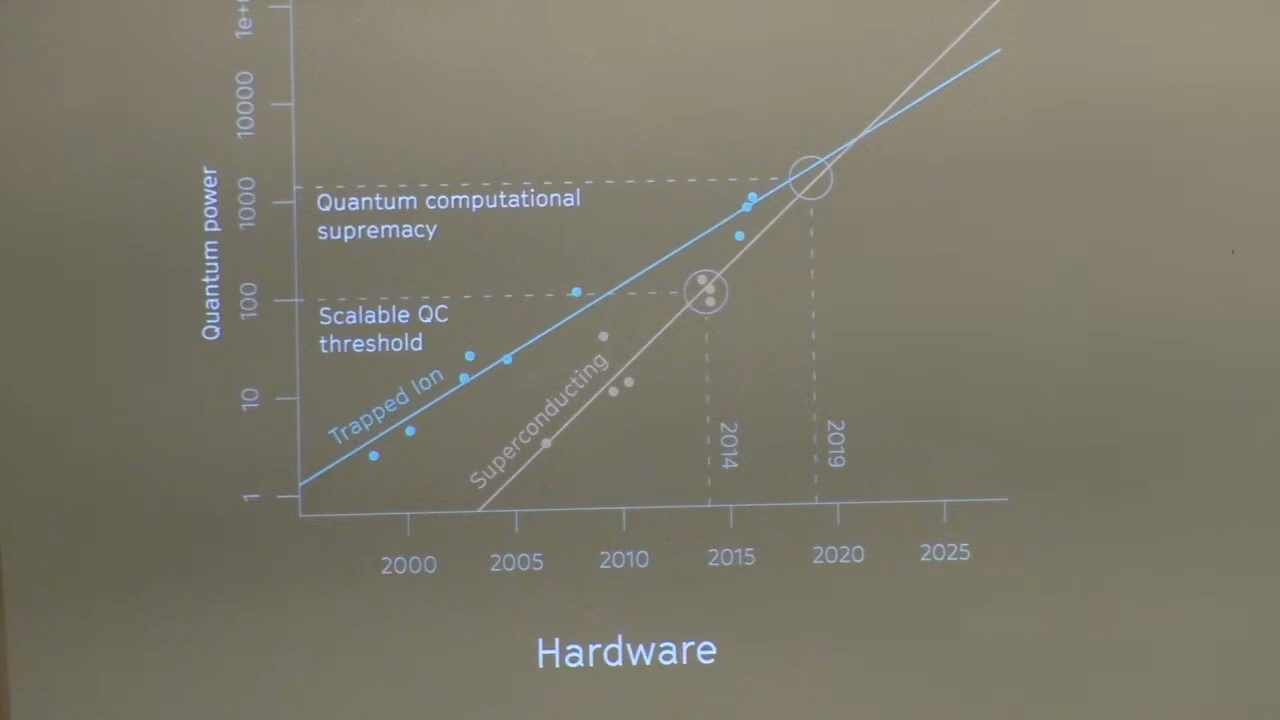 10000
1000
100
10
1
Quantum power
Quantum computational
supremacy
Scalable QC
threshold
Trapped Ion
Superconducting
2014
2019
2000
2005
2010
2015
2020
2025
Hardware